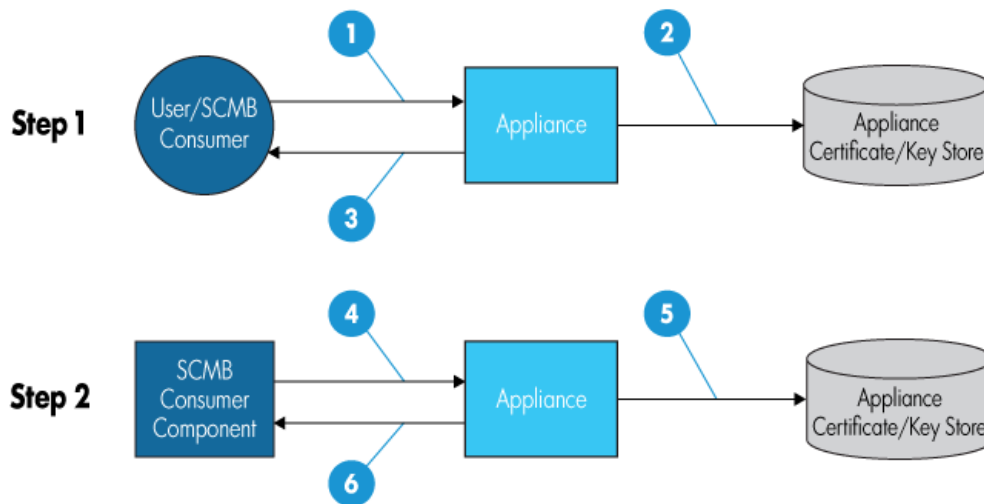 1
2
Step 1
User/SCMB
Consumer
Appliance
Appliance
Certificate/Key Store
3
4
5
Step 2
SCMB
Consumer
Component
Appliance
Appliance
Certificate/Key Store
6